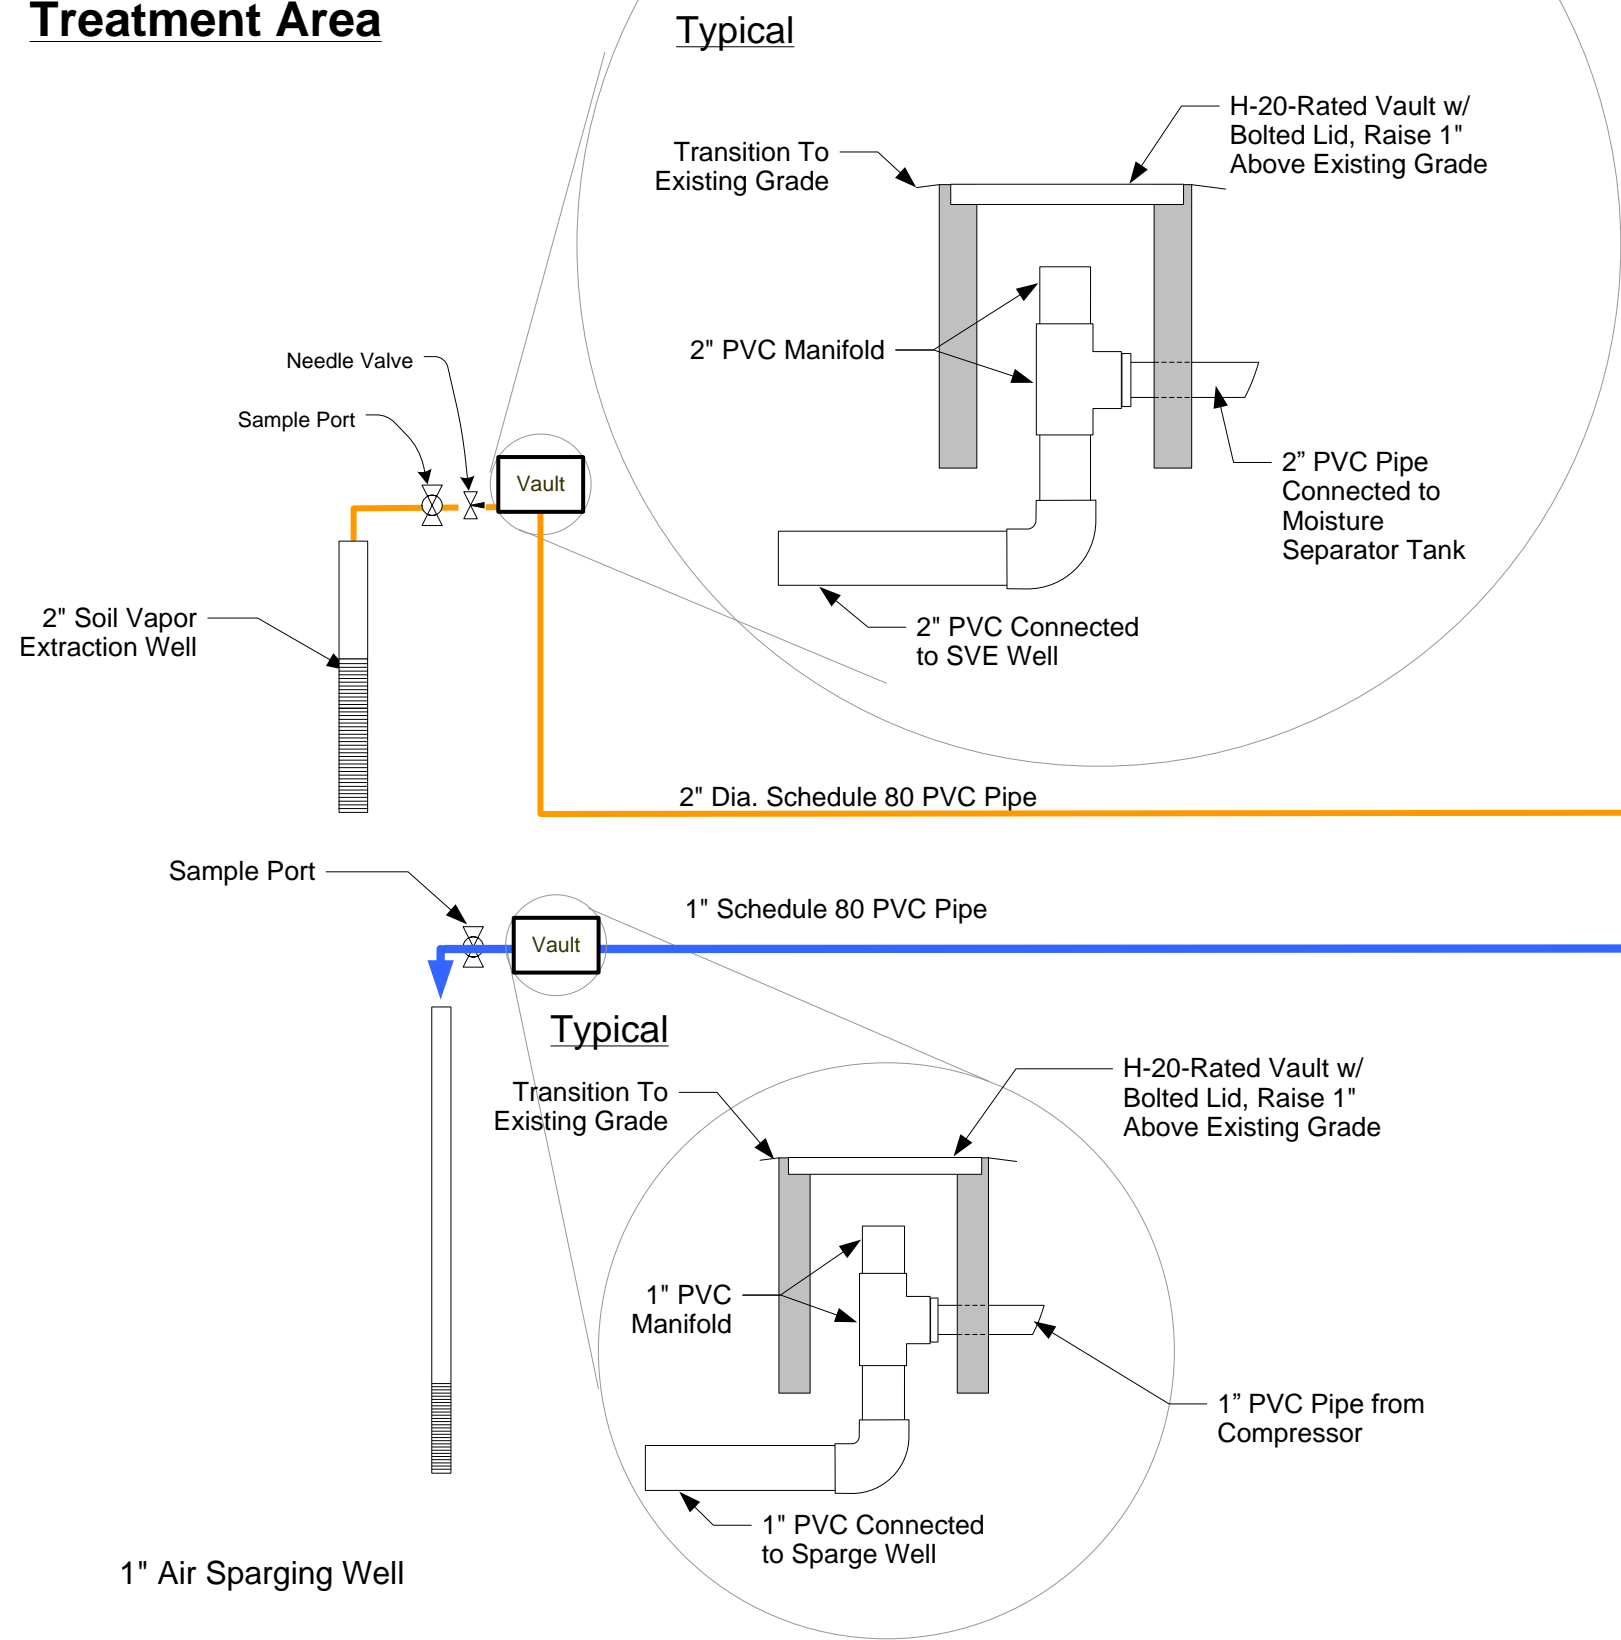 Treatment Area
Typical
H-20-Rated Vault w/
Bolted Lid, Raise 1"
Above Existing Grade
Transition To
Existing Grade
2" PVC Manifold
Needle Valve
Sample Port
Vault
2” PVC Pipe
Connected to
Moisture
Separator Tank
2" Soil Vapor
Extraction Well
2" PVC Connected
to SVE Well
2" Dia. Schedule 80 PVC Pipe
Sample Port
1" Schedule 80 PVC Pipe
Vault
Typical
H-20-Rated Vault w/
Bolted Lid, Raise 1"
Above Existing Grade
Transition To
Existing Grade
1" PVC
Manifold
1” PVC Pipe from
Compressor
1" PVC Connected
to Sparge Well
1" Air Sparging Well